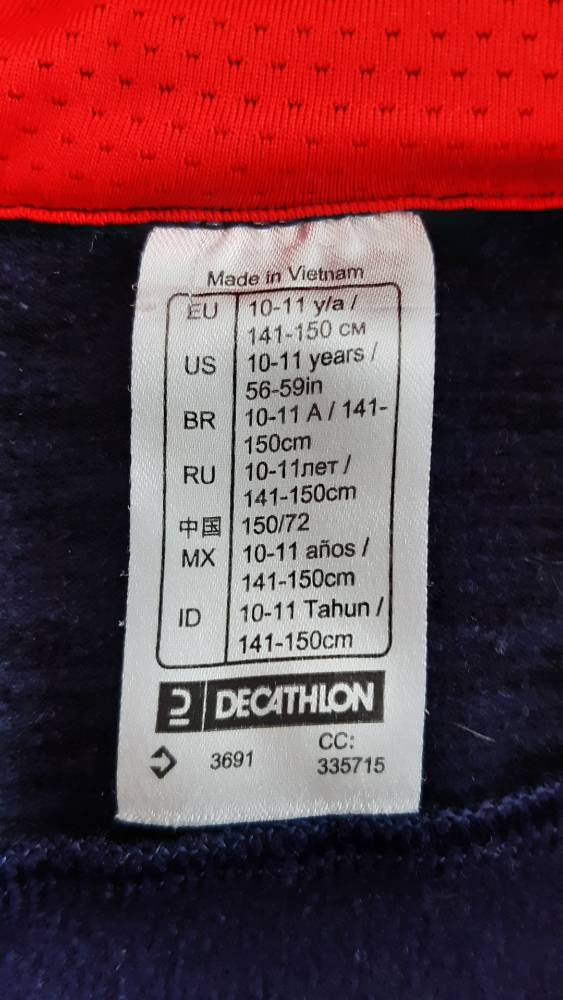 Made in Vietnam
EU 10-11 y/a /
141-150 см
US 10-11 years /
56-59in
BR 10-11 A / 141-
150cm
RU 10-11лет /
141-150cm
中国 150/72
MX 10-11 años /
141-150cm
ID 10-11 Tahun /
141-150cm
DECATHLON
3691 CC:
335715